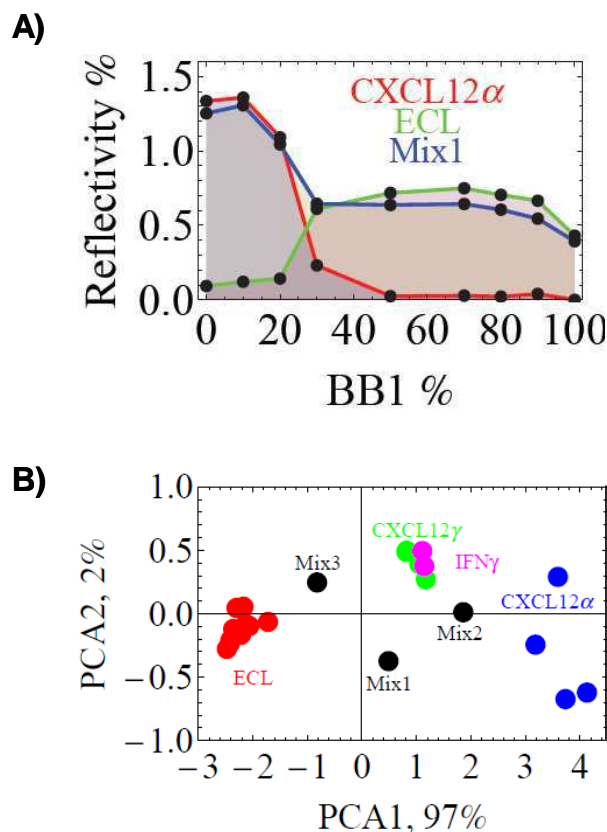 A)
Reflectivity %
1.5
1.0
0.5
0.0
CXCL12α
ECL
Mix1
0 20 40 60 80 100
BB1 %
B)
PCA2, 2%
1.0
0.5
0.0
−0.5
−1.0
CXCL12γ
IFNγ
Mix3
CXCL12α
Mix2
Mix1
ECL
−3 −2 −1 0 1 2 3 4
PCA1, 97%